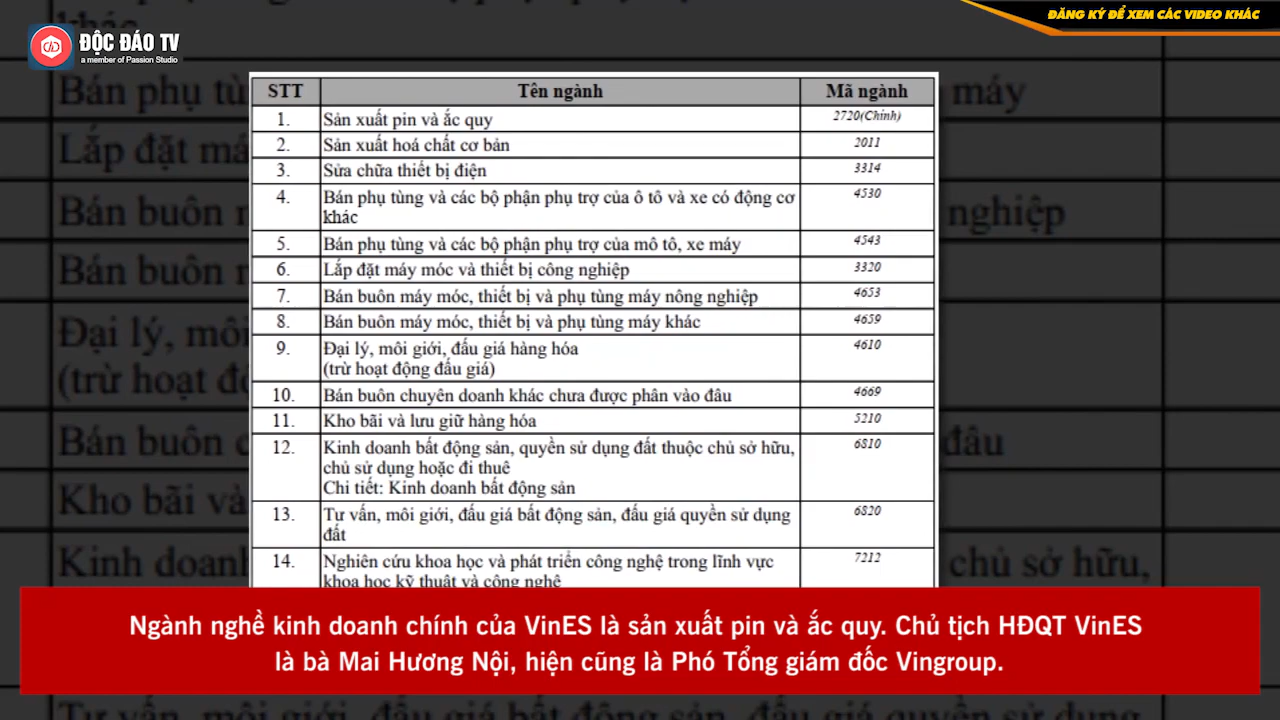 ĐĂNG KÝ ĐỂ XEM CÁC VIDEO KHÁC
ĐỘC ĐÁO TV
a member of Passion Studio
STT Tên ngành Mã ngành
1. Sản xuất pin và ắc quy 2720(Chính)
2. Sản xuất hoá chất cơ bản 2011
3. Sửa chữa thiết bị điện 3314
4. Bán phụ tùng và các bộ phận phụ trợ của ô tô và xe có động cơ 4530
khác
5. Bán phụ tùng và các bộ phận phụ trợ của mô tô, xe máy 4543
6. Lắp đặt máy móc và thiết bị công nghiệp 3320
7. Bán buôn máy móc, thiết bị và phụ tùng máy nông nghiệp 4653
8. Bán buôn máy móc, thiết bị và phụ tùng máy khác 4659
9. Đại lý, môi giới, đấu giá hàng hóa 4610
(trừ hoạt động đấu giá)
10. Bán buôn chuyên doanh khác chưa được phân vào đâu 4669
11. Kho bãi và lưu giữ hàng hóa 5210
12. Kinh doanh bất động sản, quyền sử dụng đất thuộc chủ sở hữu, 6810
chủ sử dụng hoặc đi thuê
Chi tiết: Kinh doanh bất động sản
13. Tư vấn, môi giới, đấu giá bất động sản, đấu giá quyền sử dụng 6820
đất
14. Nghiên cứu khoa học và phát triển công nghệ trong lĩnh vực 7212
khoa học kỹ thuật và công nghệ
Ngành nghề kinh doanh chính của VinES là sản xuất pin và ắc quy. Chủ tịch HĐQT VinES
là bà Mai Hương Nội, hiện cũng là Phó Tổng giám đốc Vingroup.